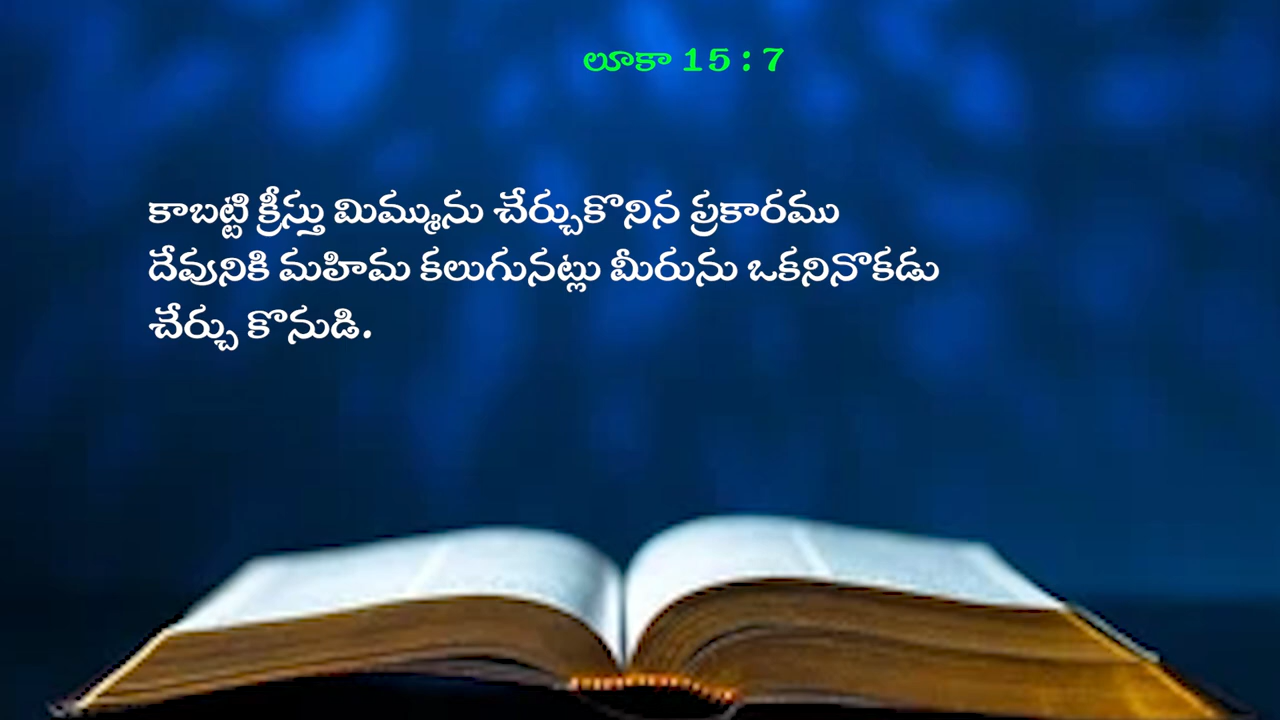 లూకా 15 : 7
కాబట్టి క్రీస్తు మిమ్మును చేర్చుకొనిన ప్రకారము
దేవునికి మహిమ కలుగునట్లు మీరును ఒకనినొకడు
చేర్చు కొనుడి.